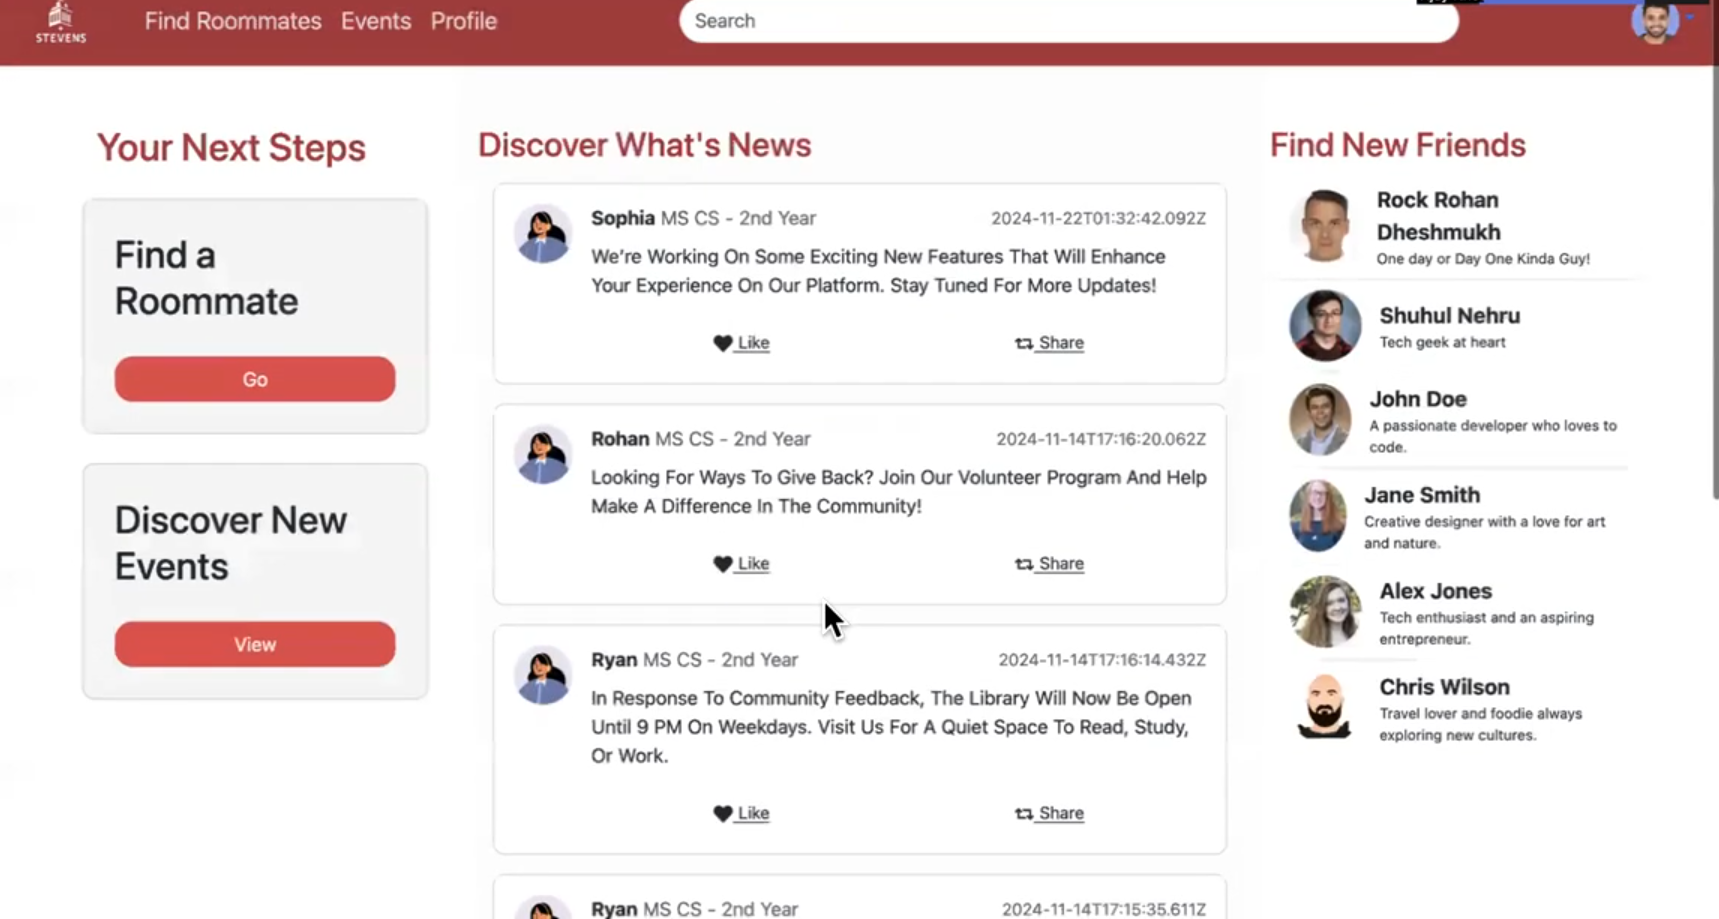 STEVENS
Find Roommates Events Profile
Search
Your Next Steps
Find a
Roommate
Go
Discover New
Events
View
Discover What's News
Sophia MS CS - 2nd Year 2024-11-22T01:32:42.092Z
We're Working On Some Exciting New Features That Will Enhance
Your Experience On Our Platform. Stay Tuned For More Updates!
Like Share
Rohan MS CS - 2nd Year 2024-11-14T17:16:20.062Z
Looking For Ways To Give Back? Join Our Volunteer Program And Help
Make A Difference In The Community!
Like Share
Ryan MS CS - 2nd Year 2024-11-14T17:16:14.432Z
In Response To Community Feedback, The Library Will Now Be Open
Until 9 PM On Weekdays. Visit Us For A Quiet Space To Read, Study,
Or Work.
Like Share
Ryan MS CS - 2nd Year 2024-11-14T17:15:35.611Z
Find New Friends
Rock Rohan
Dheshmukh
One day or Day One Kinda Guy!
Shuhul Nehru
Tech geek at heart
John Doe
A passionate developer who loves to
code.
Jane Smith
Creative designer with a love for art
and nature.
Alex Jones
Tech enthusiast and an aspiring
entrepreneur.
Chris Wilson
Travel lover and foodie always
exploring new cultures.